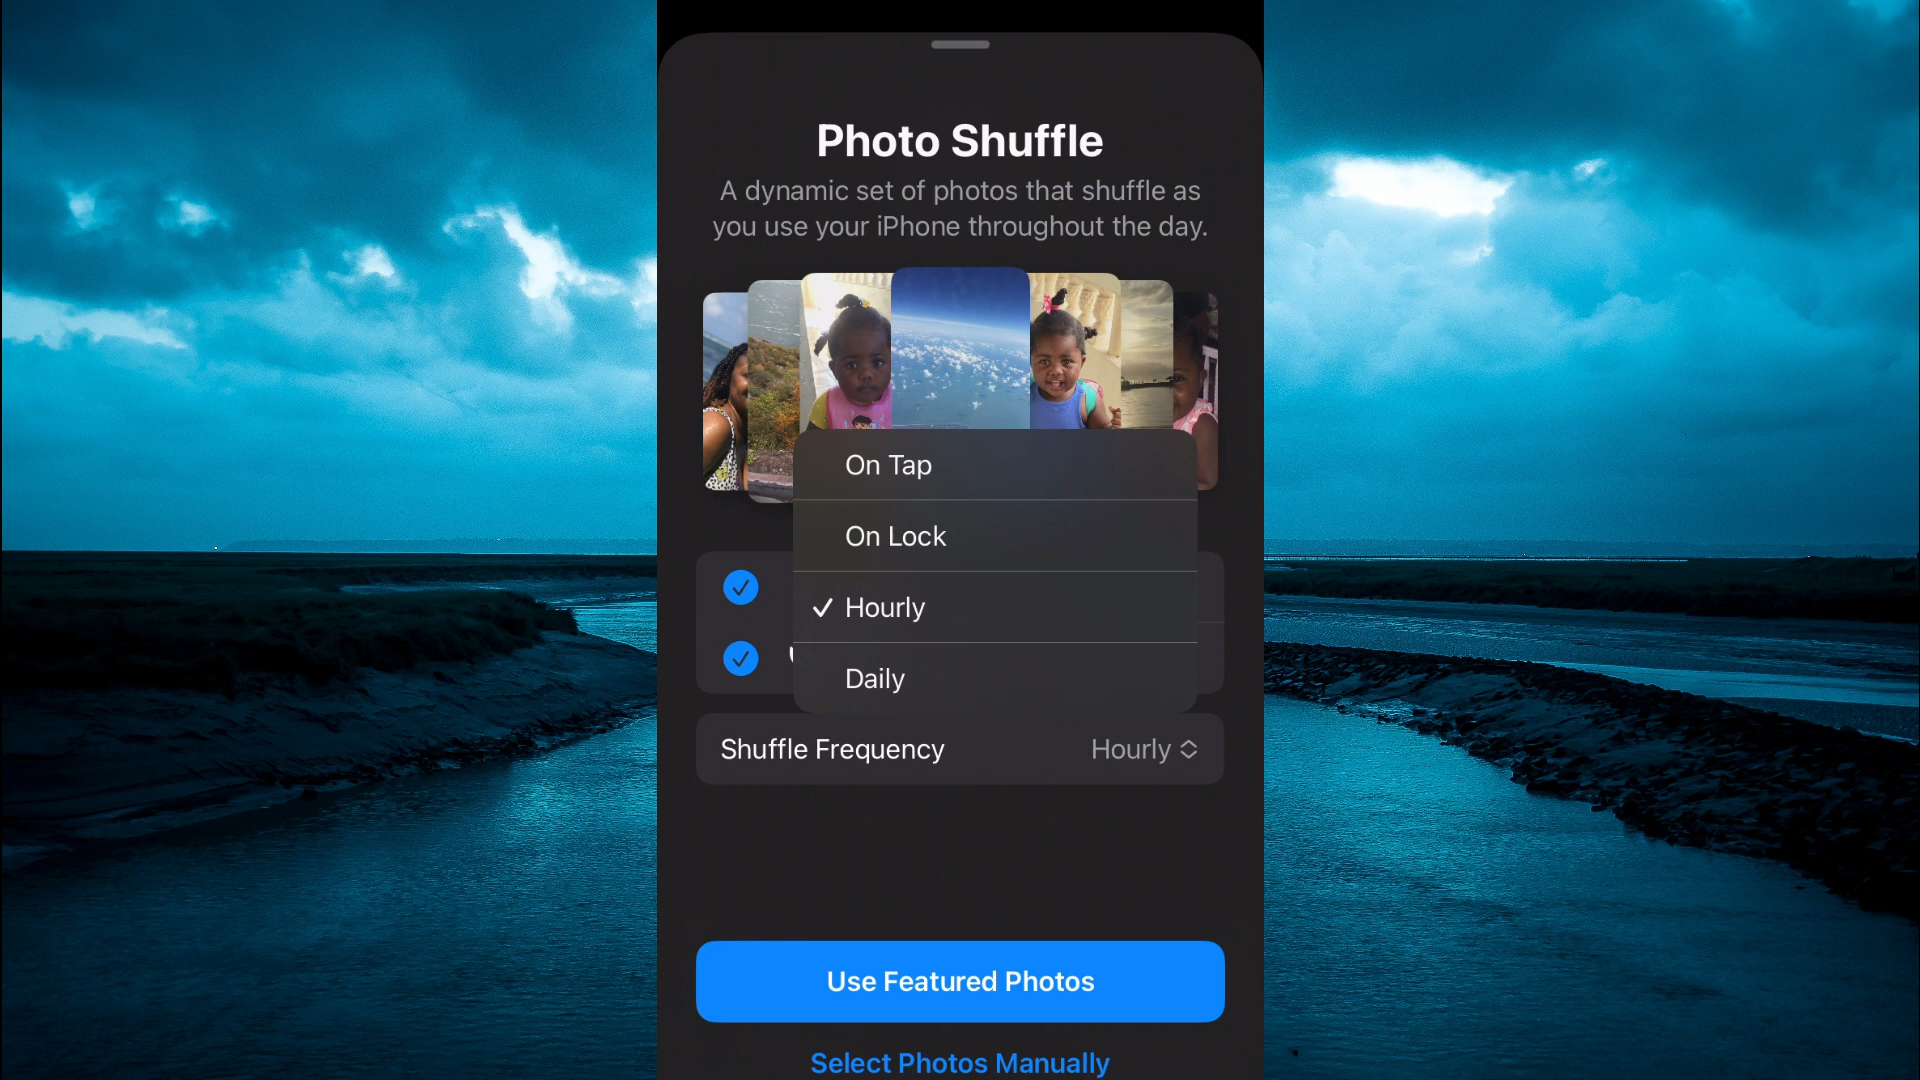 Photo Shuffle
A dynamic set of photos that shuffle as
you use your iPhone throughout the day.
On Tap
On Lock
Hourly
Daily
Shuffle Frequency Hourly
Use Featured Photos
Select Photos Manually